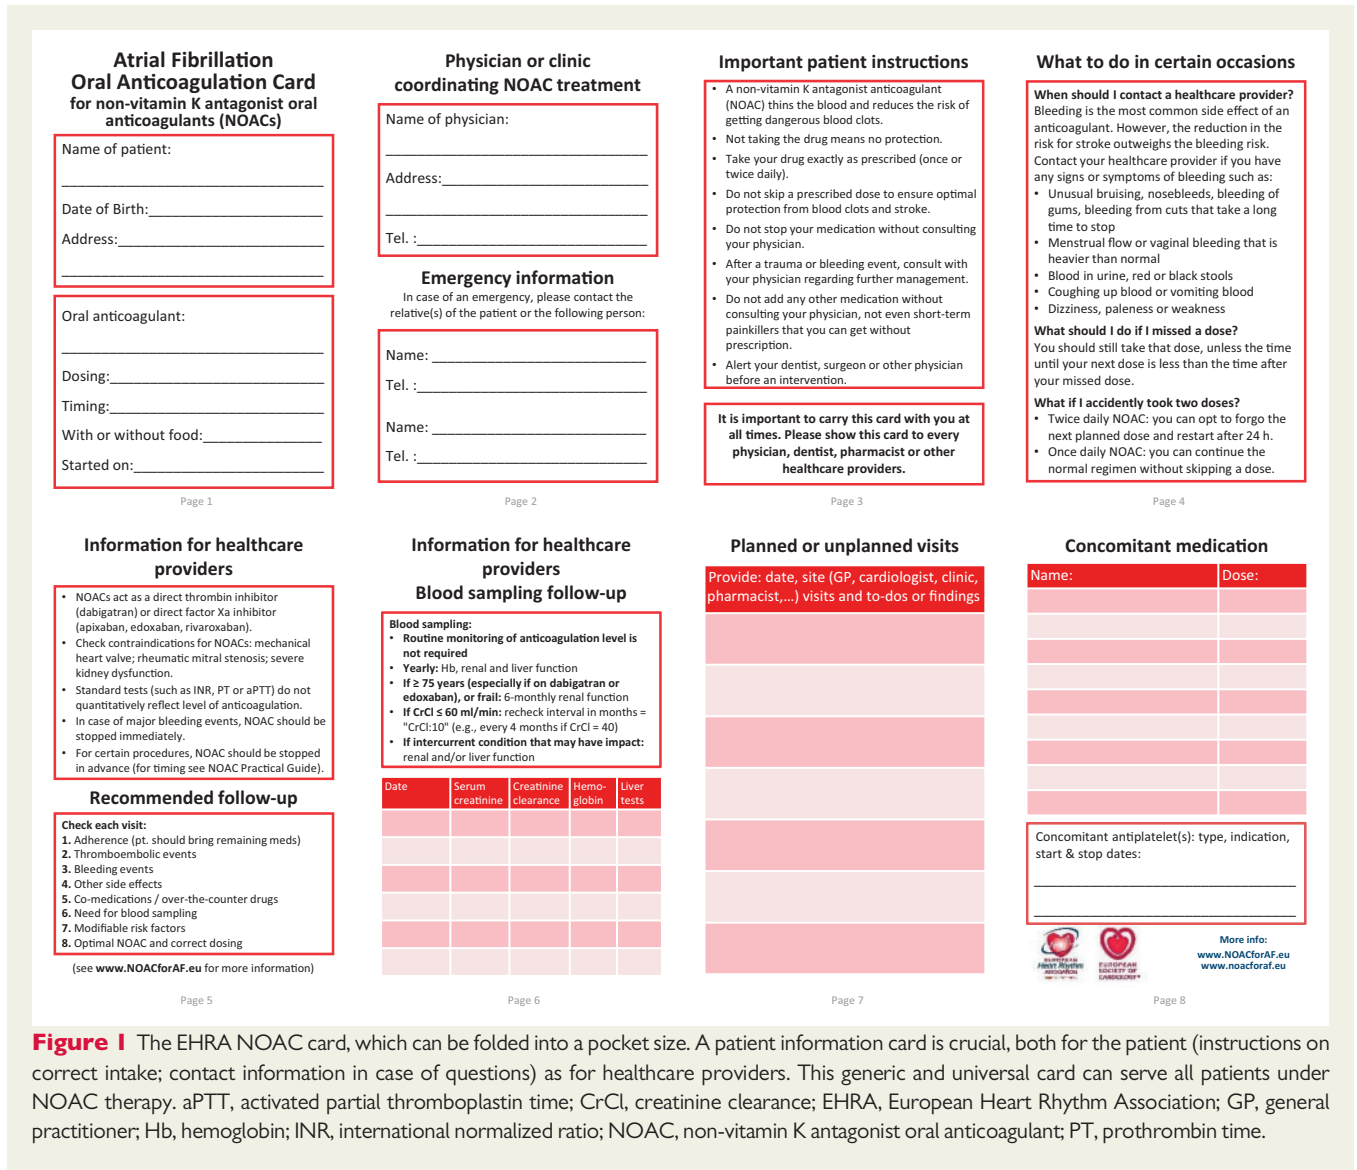 Atrial Fibrillation
Oral Anticoagulation Card
for non-vitamin K antagonist oral
anticoagulants (NOACs)
Name of patient:
Date of Birth:
Address:
Oral anticoagulant:
Dosing:
Timing:
With or without food:
Started on:
Page 1
Physician or clinic
coordinating NOAC treatment
Name of physician:
Address:
Tel. :
Emergency information
In case of an emergency, please contact the
relative(s) of the patient or the following person:
Name:
Tel. :
Name:
Tel. :
Page 2
Important patient instructions
• A non-vitamin K antagonist anticoagulant
(NOAC) thins the blood and reduces the risk of
getting dangerous blood clots.
• Not taking the drug means no protection.
• Take your drug exactly as prescribed (once or
twice daily).
• Do not skip a prescribed dose to ensure optimal
protection from blood clots and stroke.
• Do not stop your medication without consulting
your physician.
• After a trauma or bleeding event, consult with
your physician regarding further management.
• Do not add any other medication without
consulting your physician, not even short-term
painkillers that you can get without
prescription.
• Alert your dentist, surgeon or other physician
before an intervention.
It is important to carry this card with you at
all times. Please show this card to every
physician, dentist, pharmacist or other
healthcare providers.
Page 3
What to do in certain occasions
When should I contact a healthcare provider?
Bleeding is the most common side effect of an
anticoagulant. However, the reduction in the
risk for stroke outweighs the bleeding risk.
Contact your healthcare provider if you have
any signs or symptoms of bleeding such as:
• Unusual bruising, nosebleeds, bleeding of
gums, bleeding from cuts that take a long
time to stop
• Menstrual flow or vaginal bleeding that is
heavier than normal
• Blood in urine, red or black stools
• Coughing up blood or vomiting blood
• Dizziness, paleness or weakness
What should I do if I missed a dose?
You should still take that dose, unless the time
until your next dose is less than the time after
your missed dose.
What if I accidently took two doses?
• Twice daily NOAC: you can opt to forgo the
next planned dose and restart after 24 h.
• Once daily NOAC: you can continue the
normal regimen without skipping a dose.
Page 4
Information for healthcare
providers
• NOACs act as a direct thrombin inhibitor
(dabigatran) or direct factor Xa inhibitor
(apixaban, edoxaban, rivaroxaban).
• Check contraindications for NOACs: mechanical
heart valve; rheumatic mitral stenosis; severe
kidney dysfunction.
• Standard tests (such as INR, PT or aPTT) do not
quantitatively reflect level of anticoagulation.
• In case of major bleeding events, NOAC should be
stopped immediately.
• For certain procedures, NOAC should be stopped
in advance (for timing see NOAC Practical Guide).
Recommended follow-up
Check each visit:
1. Adherence (pt. should bring remaining meds)
2. Thromboembolic events
3. Bleeding events
4. Other side effects
5. Co-medications / over-the-counter drugs
6. Need for blood sampling
7. Modifiable risk factors
8. Optimal NOAC and correct dosing
(see www.NOACforAF.eu for more information)
Page 5
Information for healthcare
providers
Blood sampling follow-up
Blood sampling:
• Routine monitoring of anticoagulation level is
not required
• Yearly: Hb, renal and liver function
• If ≥ 75 years (especially if on dabigatran or
edoxaban), or frail: 6-monthly renal function
• If CrCl ≤ 60 ml/min: recheck interval in months =
"CrCl:10" (e.g., every 4 months if CrCl = 40)
• If intercurrent condition that may have impact:
renal and/or liver function
Date
Serum
creatinine
Creatinine
clearance
Hemo-
globin
Liver
tests
Page 6
Planned or unplanned visits
Provide: date, site (GP, cardiologist, clinic,
pharmacist,...) visits and to-dos or findings
Page 7
Concomitant medication
Name: Dose:
Concomitant antiplatelet(s): type, indication,
start & stop dates:
EUROPEAN
Heart Rhythm
ASSOCIATION
EUROPEAN
SOCIETY OF
CARDIOLOGY®
More info:
www.NOACforAF.eu
www.noacforaf.eu
Page 8
Figure 1 The EHRA NOAC card, which can be folded into a pocket size. A patient information card is crucial, both for the patient (instructions on
correct intake; contact information in case of questions) as for healthcare providers. This generic and universal card can serve all patients under
NOAC therapy. aPTT, activated partial thromboplastin time; CrCl, creatinine clearance; EHRA, European Heart Rhythm Association; GP, general
practitioner; Hb, hemoglobin; INR, international normalized ratio; NOAC, non-vitamin K antagonist oral anticoagulant; PT, prothrombin time.